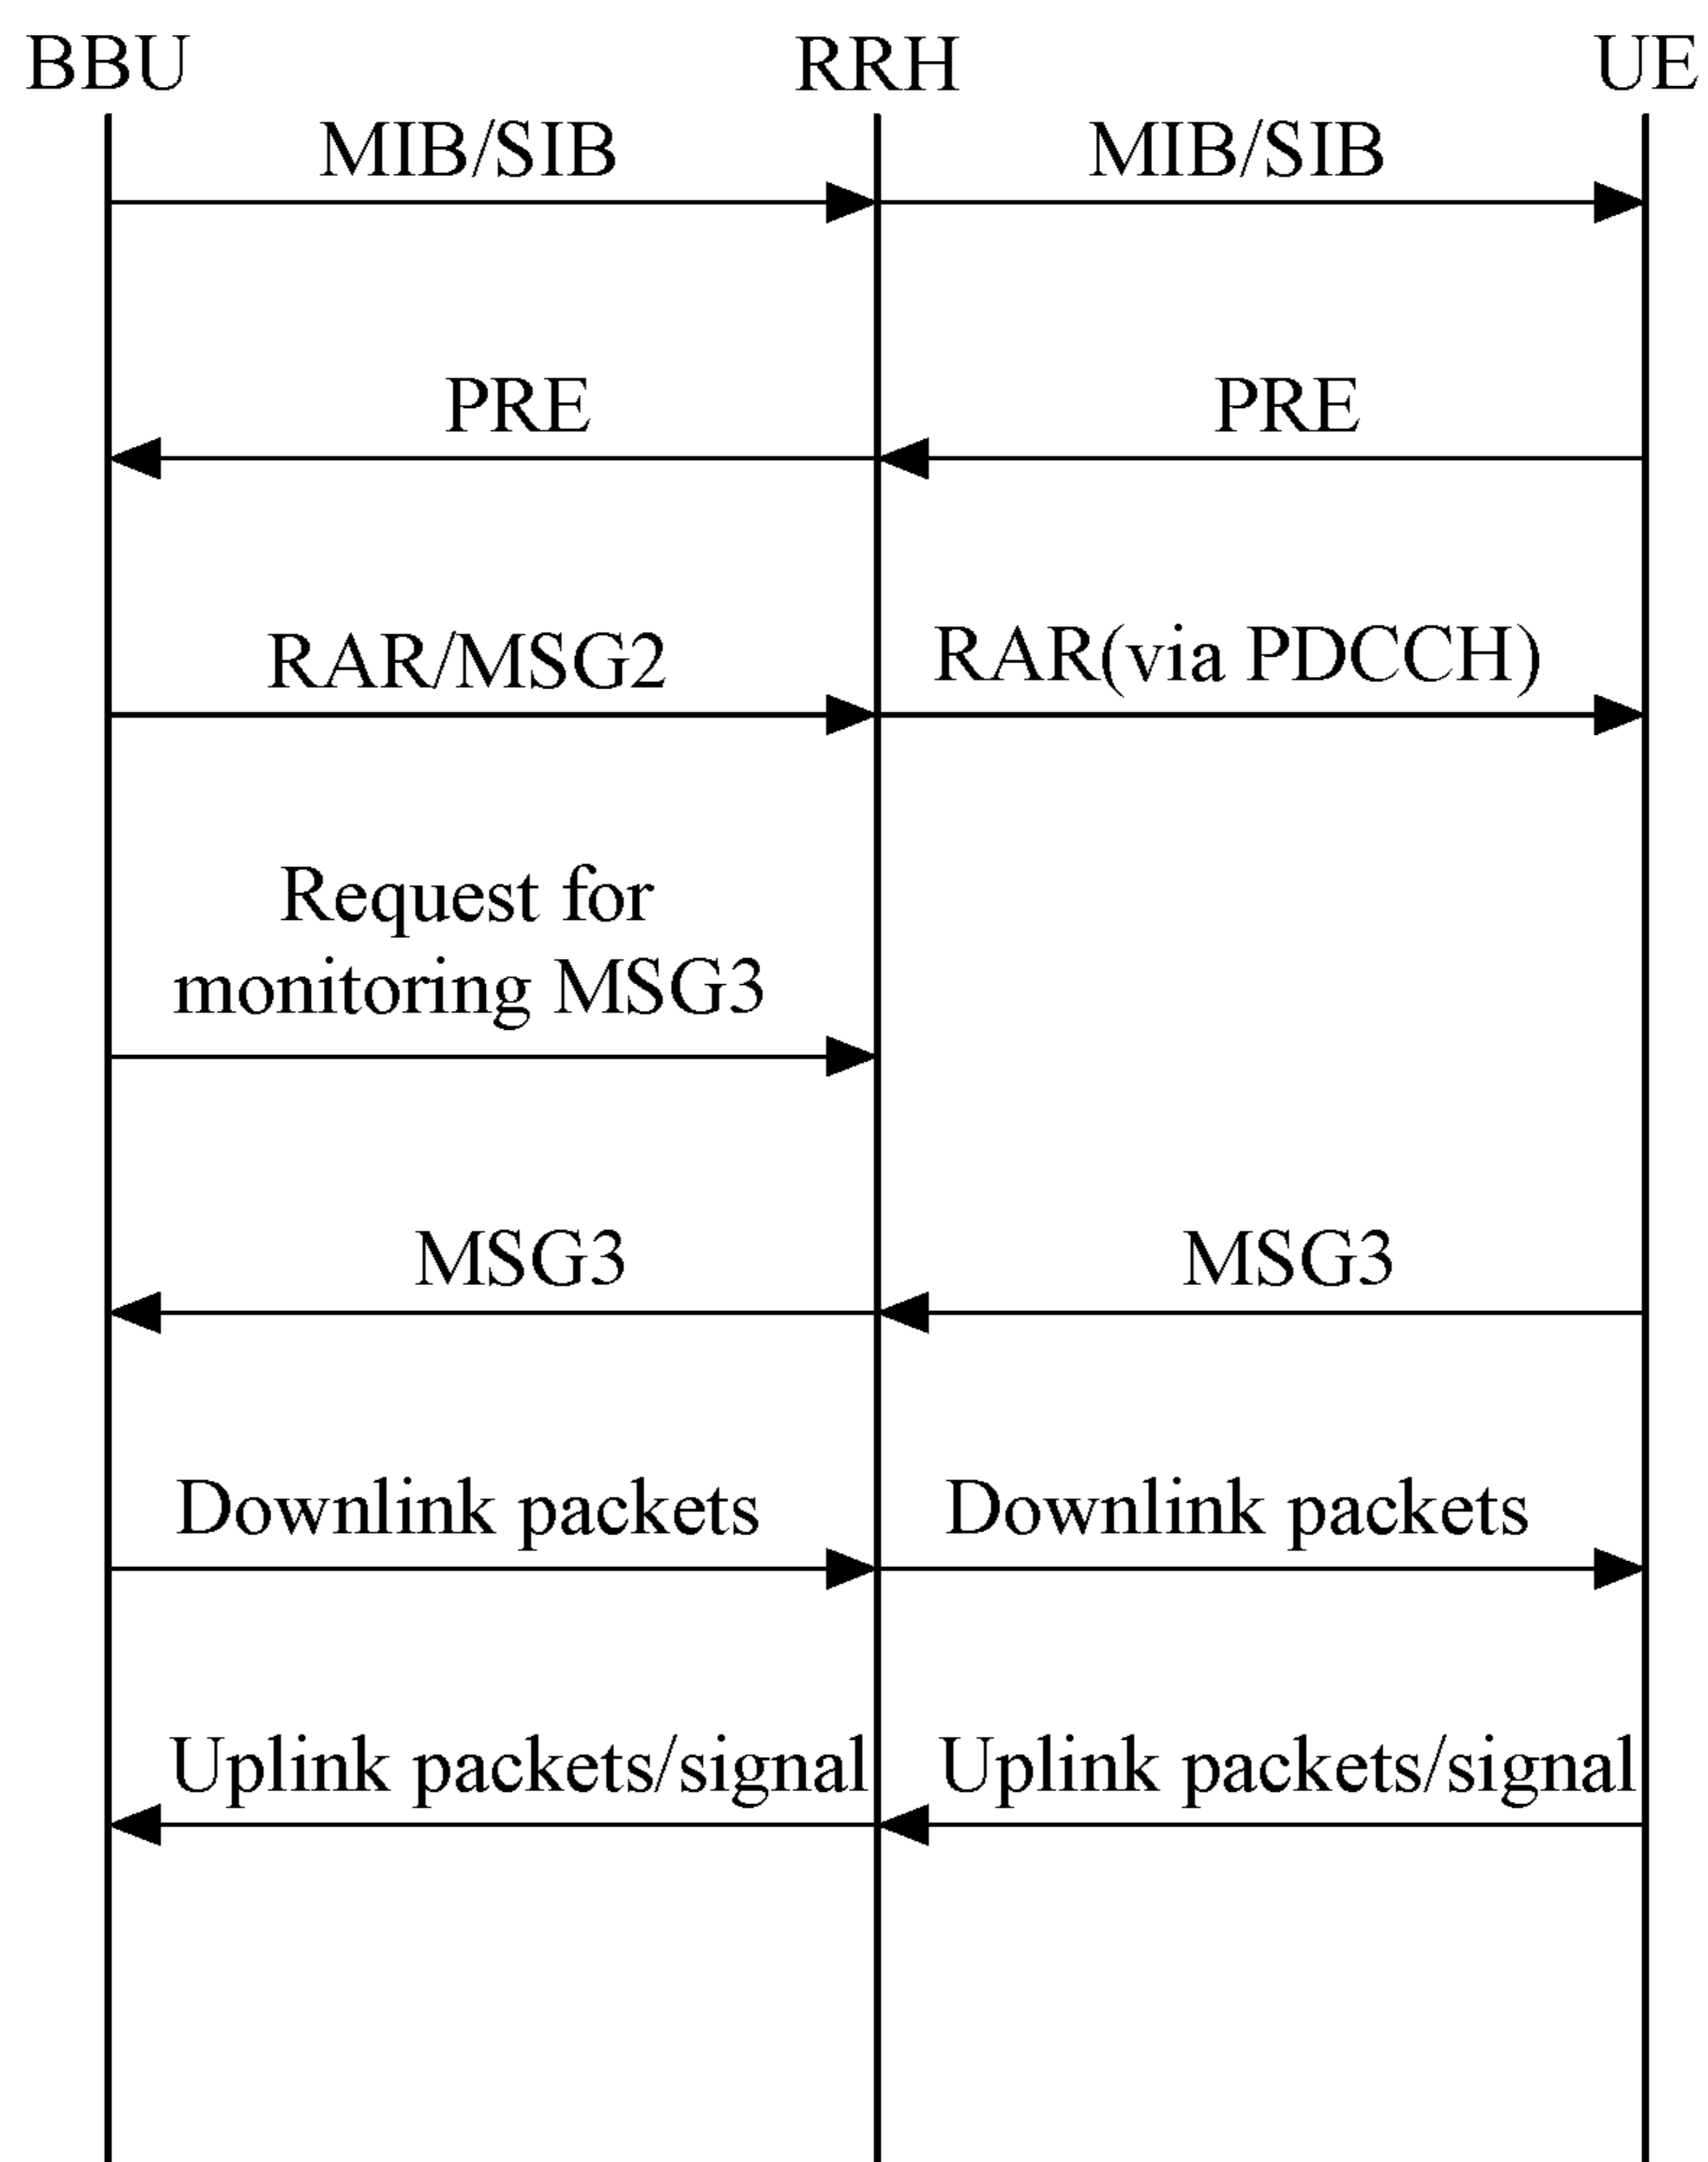 BBU RRH UE
MIB/SIB MIB/SIB
PRE PRE
RAR/MSG2 RAR(via PDCCH)
Request for
monitoring MSG3
MSG3 MSG3
Downlink packets Downlink packets
Uplink packets/signal Uplink packets/signal